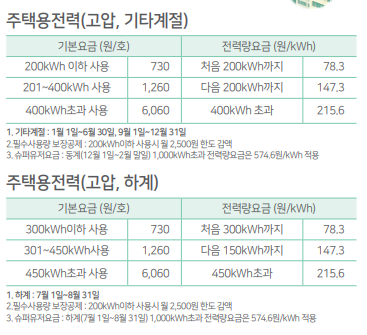 주택용전력(고압, 기타계절)
기본요금 (원/호) 전력량요금 (원/kWh)
200kWh 이하 사용 730 처음 200kWh까지 78.3
201~400kWh 사용 1,260 다음 200kWh까지 147.3
400kWh초과 사용 6,060 400kWh 초과 215.6
1. 기타계절 : 1월 1일~6월 30일, 9월 1일~12월 31일
2.필수사용량 보장공제 : 200kWh이하 사용시 월 2,500원 한도 감액
3. 슈퍼유저요금 : 동계(12월 1일~2월 말일) 1,000kWh초과 전력량요금은 574.6원/kWh 적용
주택용전력(고압, 하계)
기본요금 (원/호) 전력량요금 (원/kWh)
300kWh이하 사용 730 처음 300kWh까지 78.3
301~450kWh사용 1,260 다음 150kWh까지 147.3
450kWh초과 사용 6,060 450kWh초과 215.6
1. 하계 : 7월 1일~8월 31일
2.필수사용량 보장공제 : 200kWh이하 사용시 월 2,500원 한도 감액
3. 슈퍼유저요금 : 하계(7월 1일~8월 31일) 1,000kWh초과 전력량요금은 574.6원/kWh 적용